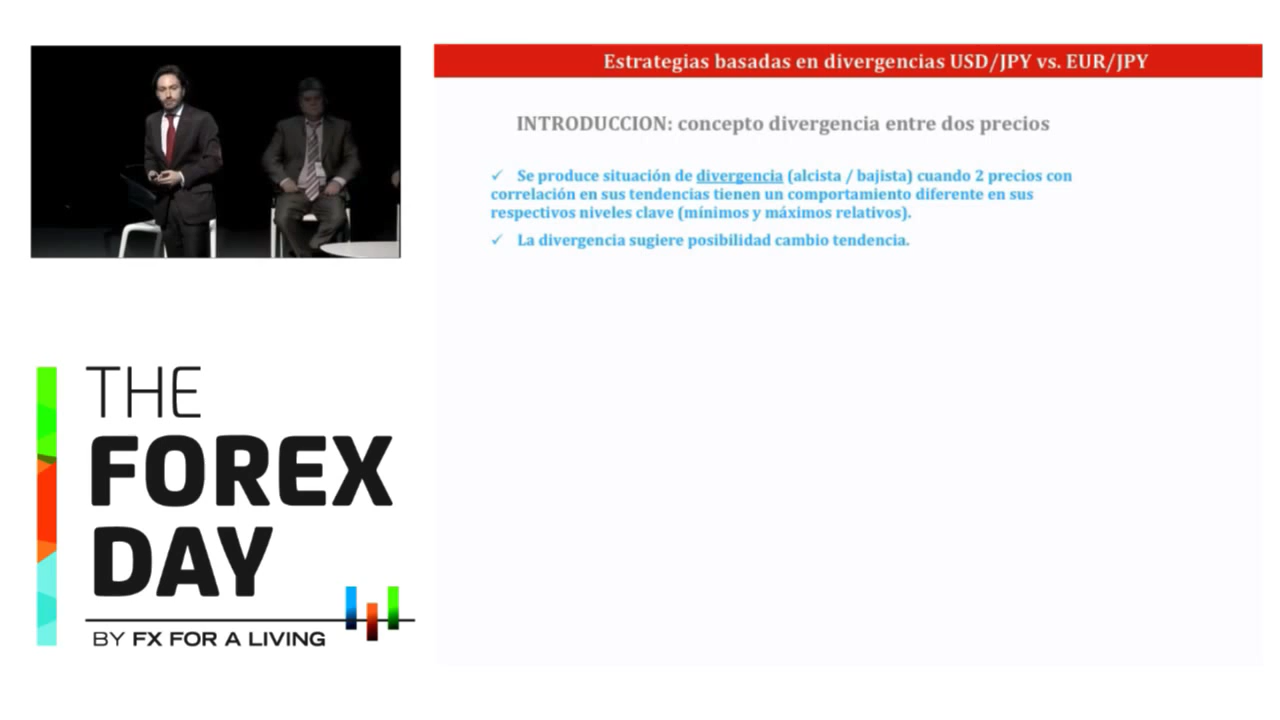 Estrategias basadas en divergencias USD/JPY vs. EUR/JPY
INTRODUCCION: concepto divergencia entre dos precios
✓ Se produce situación de divergencia (alcista / bajista) cuando 2 precios con
correlación en sus tendencias tienen un comportamiento diferente en sus
respectivos niveles clave (mínimos y máximos relativos).
✓ La divergencia sugiere posibilidad cambio tendencia.
THE
FOREX
DAY
BY FX FOR A LIVING